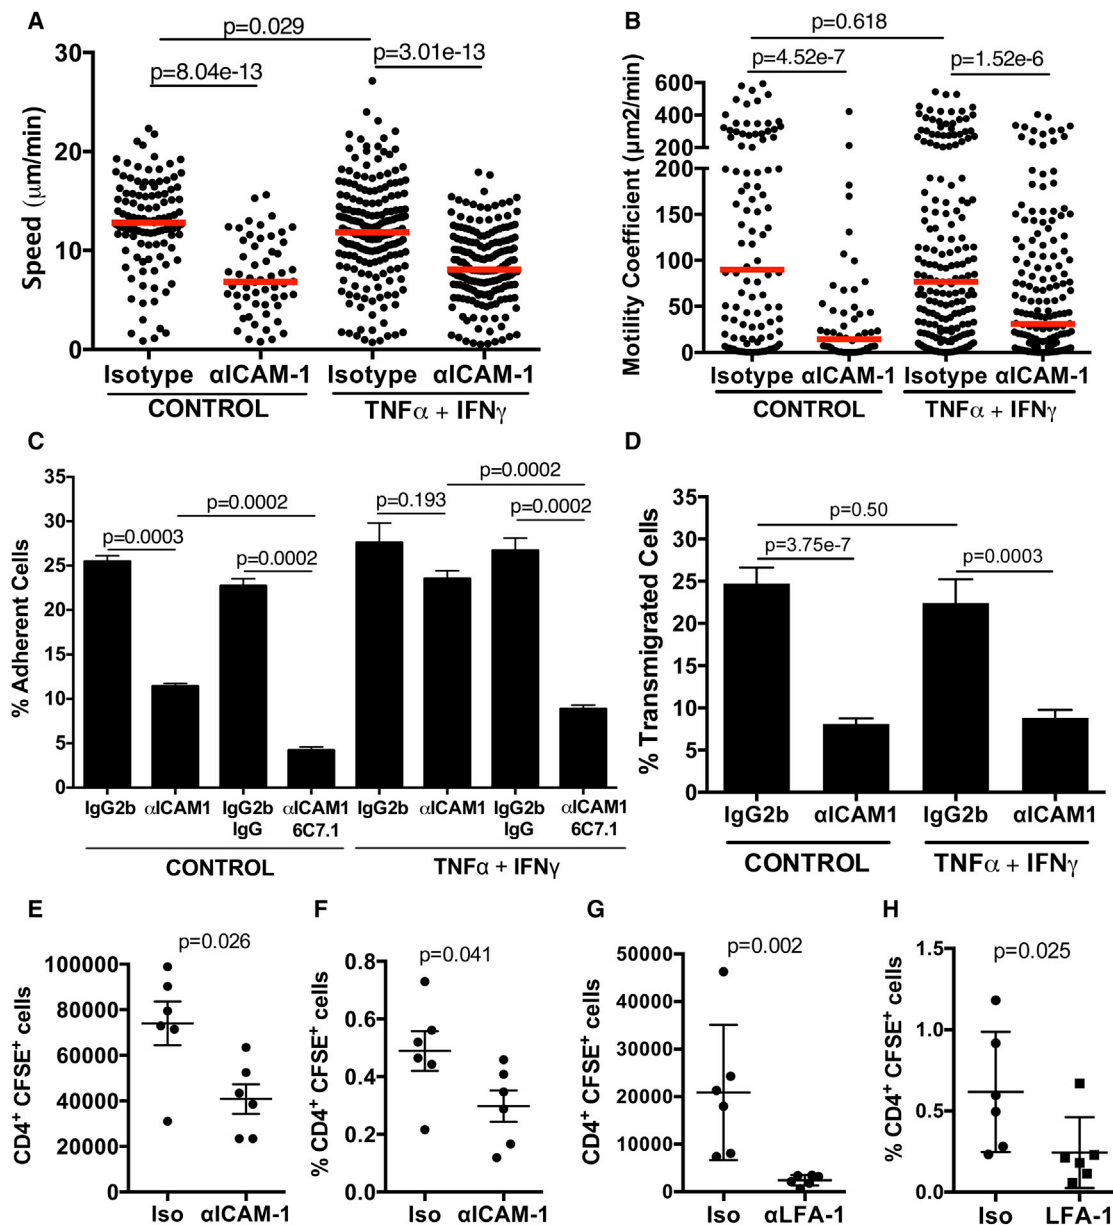 A
p=0.029
p=8.04e-13
p=3.01e-13
Speed (μm/min)
30
20
10
0
Isotype αICAM-1 Isotype αICAM-1
CONTROL TNFα + IFNγ
B
p=0.618
p=4.52e-7
p=1.52e-6
Motility Coefficient (μm2/min)
600
400
200
200
150
100
50
0
Isotype αICAM-1 Isotype αICAM-1
CONTROL TNFα + IFNγ
C
p=0.0002
p=0.0003
p=0.0002
p=0.0002
p=0.193
p=0.0002
% Adherent Cells
35
30
25
20
15
10
5
0
IgG2b αICAM1 IgG2b αICAM1 IgG2b αICAM1 IgG2b αICAM1
IgG 6C7.1 IgG 6C7.1
CONTROL TNFα + IFNγ
D
p=0.50
p=3.75e-7
p=0.0003
% Transmigrated Cells
35
30
25
20
15
10
5
0
IgG2b αICAM1 IgG2b αICAM1
CONTROL TNFα + IFNγ
E
p=0.026
CD4+ CFSE+ cells
100000
80000
60000
40000
20000
0
Iso αICAM-1
F
p=0.041
% CD4+ CFSE+ cells
0.8
0.6
0.4
0.2
0.0
Iso αICAM-1
G
p=0.002
CD4+ CFSE+ cells
50000
40000
30000
20000
10000
0
Iso αLFA-1
H
p=0.025
% CD4+ CFSE+ cells
1.5
1.0
0.5
0.0
Iso LFA-1